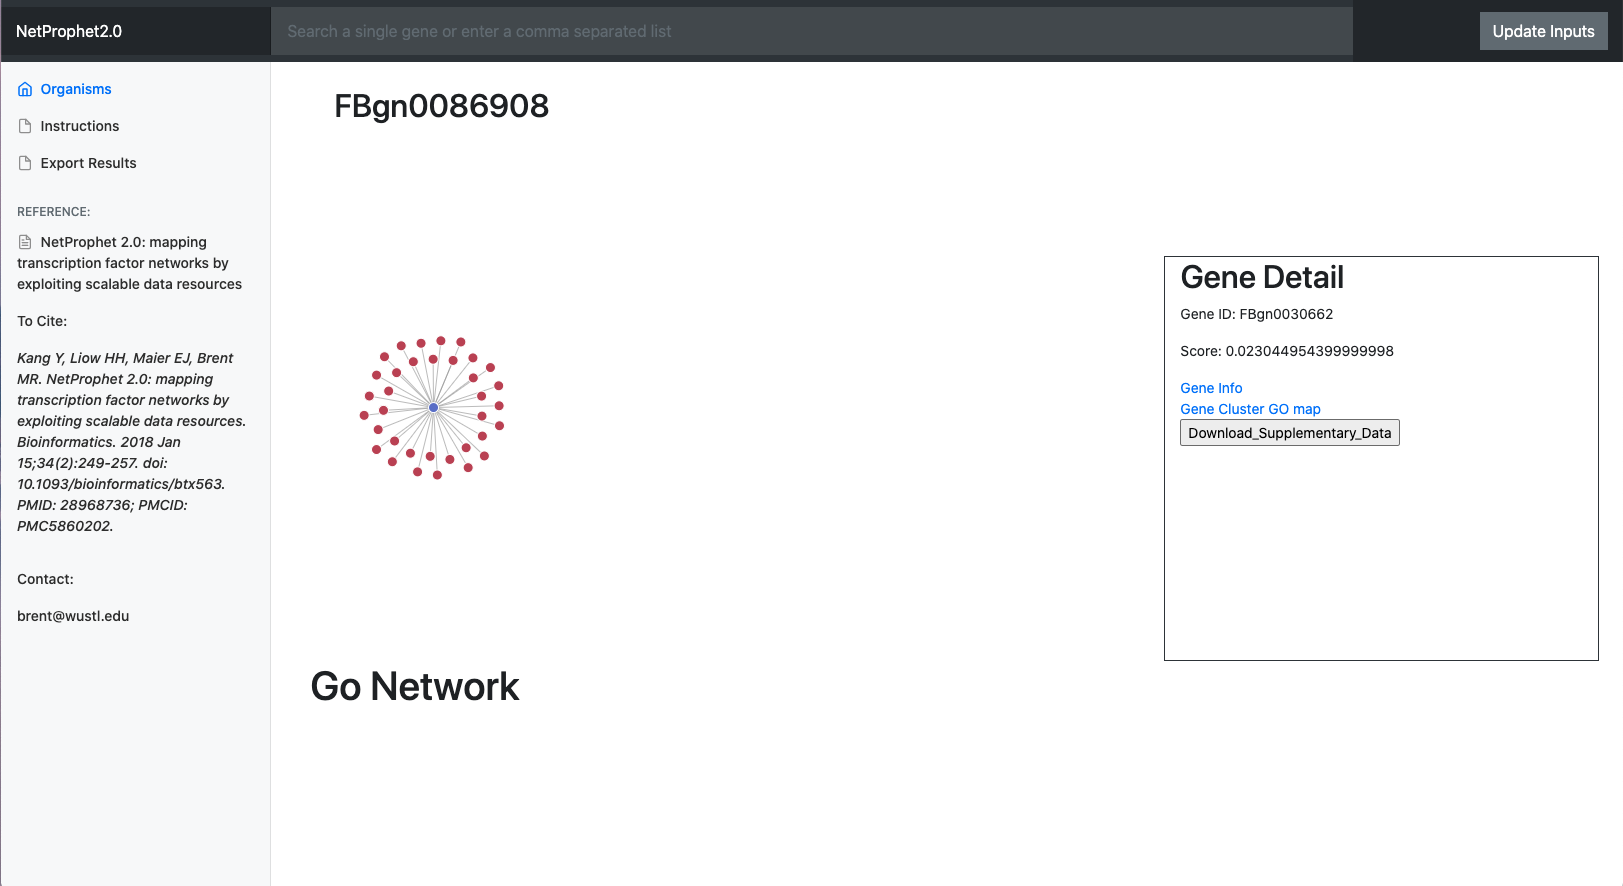 NetProphet2.0
Search a single gene or enter a comma separated list
Update Inputs
Organisms
Instructions
Export Results
REFERENCE:
NetProphet 2.0: mapping
transcription factor networks by
exploiting scalable data resources
To Cite:
Kang Y, Liow HH, Maier EJ, Brent
MR. NetProphet 2.0: mapping
transcription factor networks by
exploiting scalable data resources.
Bioinformatics. 2018 Jan
15;34(2):249-257. doi:
10.1093/bioinformatics/btx563.
PMID: 28968736; PMCID:
PMC5860202.
Contact:
brent@wustl.edu
FBgn0086908
Gene Detail
Gene ID: FBgn0030662
Score: 0.023044954399999998
Gene Info
Gene Cluster GO map
Download_Supplementary_Data
Go Network